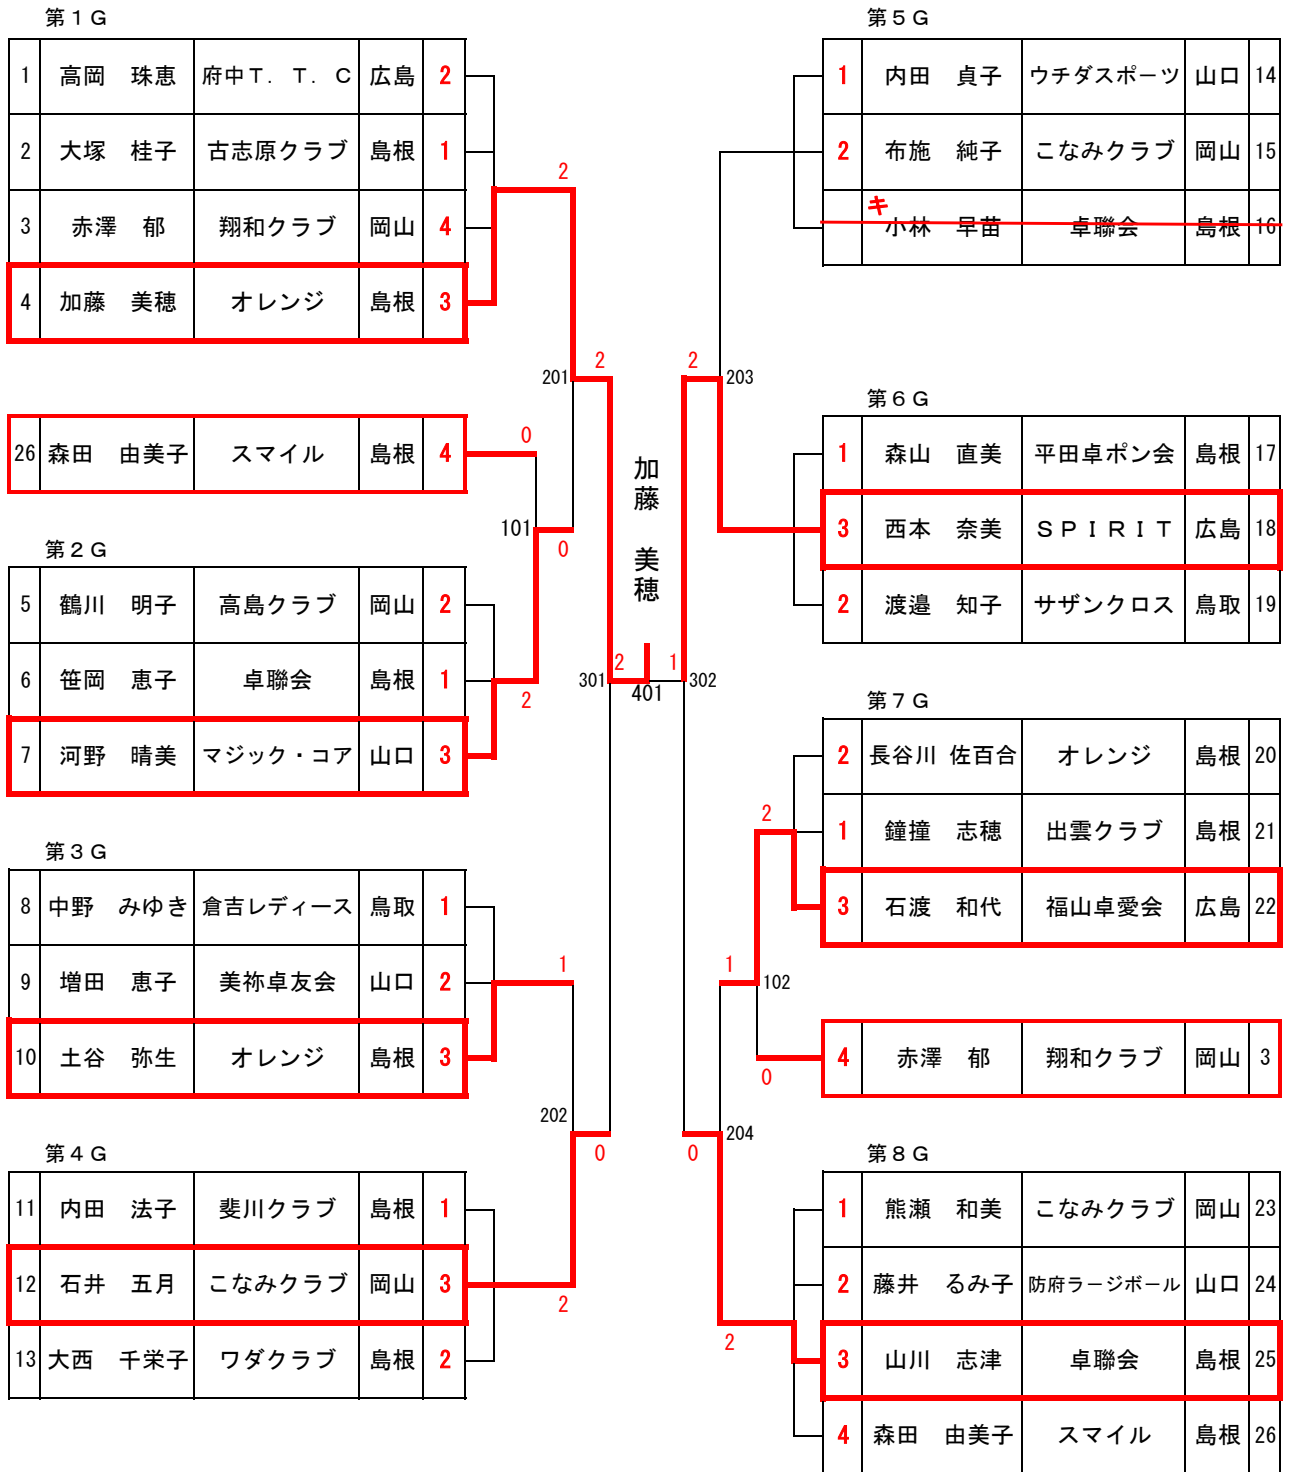 第１Ｇ
1 高岡　珠恵 府中Ｔ．Ｔ．Ｃ 広島 2
2 大塚　桂子 古志原クラブ 島根 1
3 赤澤　郁 翔和クラブ 岡山 4
4 加藤　美穂 オレンジ 島根 3
26 森田　由美子 スマイル 島根 4
第２Ｇ
5 鶴川　明子 高島クラブ 岡山 2
6 笹岡　恵子 卓聯会 島根 1
7 河野　晴美 マジック・コア 山口 3
第３Ｇ
8 中野　みゆき 倉吉レディース 鳥取 1
9 増田　恵子 美祢卓友会 山口 2
10 土谷　弥生 オレンジ 島根 3
第４Ｇ
11 内田　法子 斐川クラブ 島根 1
12 石井　五月 こなみクラブ 岡山 3
13 大西　千栄子 ワダクラブ 島根 2
2
201
2
0
101
0
2
301
2
1
202
0
2
加藤　美穂
401
2
203
1
302
2
1
102
0
204
0
2
第５Ｇ
1 内田　貞子 ウチダスポーツ 山口 14
2 布施　純子 こなみクラブ 岡山 15
キ
小林　早苗 卓聯会 島根 16
第６Ｇ
1 森山　直美 平田卓ポン会 島根 17
3 西本　奈美 ＳＰＩＲＩＴ 広島 18
2 渡邉　知子 サザンクロス 鳥取 19
第７Ｇ
2 長谷川 佐百合 オレンジ 島根 20
1 鐘撞　志穂 出雲クラブ 島根 21
3 石渡　和代 福山卓愛会 広島 22
4 赤澤　郁 翔和クラブ 岡山 3
第８Ｇ
1 熊瀬　和美 こなみクラブ 岡山 23
2 藤井　るみ子 防府ラージボール 山口 24
3 山川　志津 卓聯会 島根 25
4 森田　由美子 スマイル 島根 26